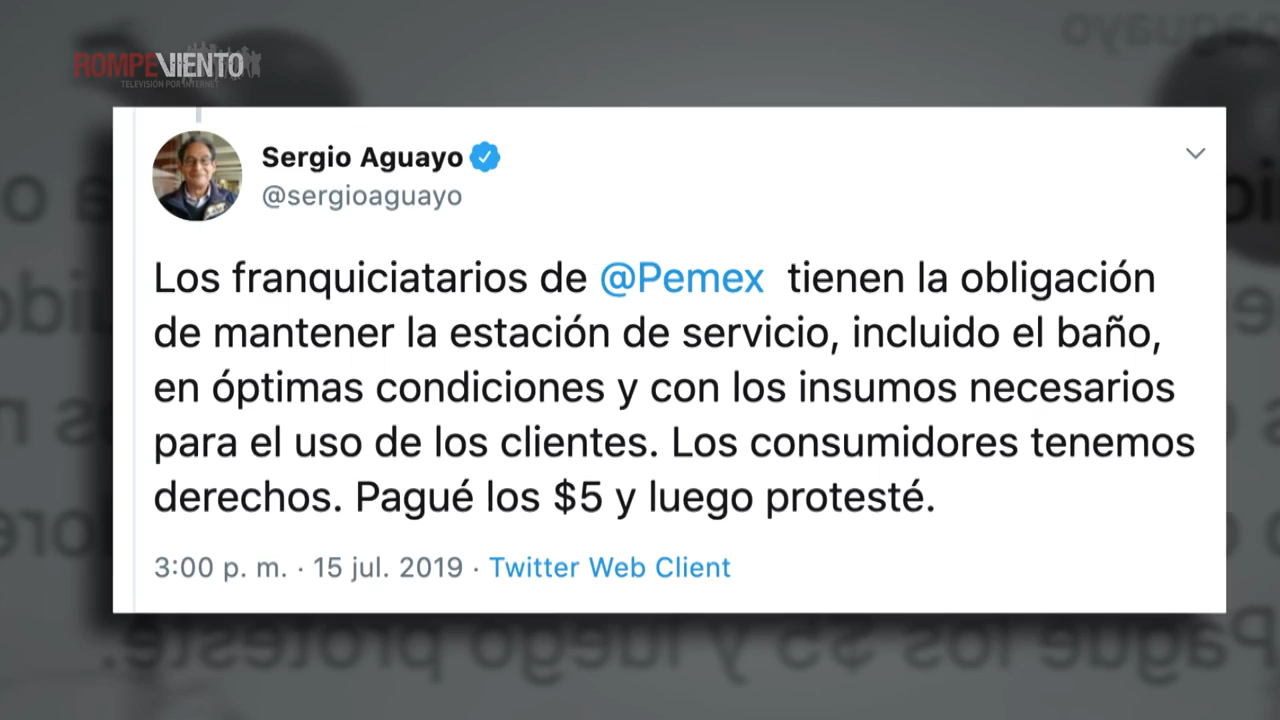 ROMPEVIENTO
TELEVISIÓN POR INTERNET
Sergio Aguayo
@sergioaguayo
Los franquiciatarios de @Pemex tienen la obligación
de mantener la estación de servicio, incluido el baño,
en óptimas condiciones y con los insumos necesarios
para el uso de los clientes. Los consumidores tenemos
derechos. Pagué los $5 y luego protesté.
3:00 p. m. · 15 jul. 2019 · Twitter Web Client